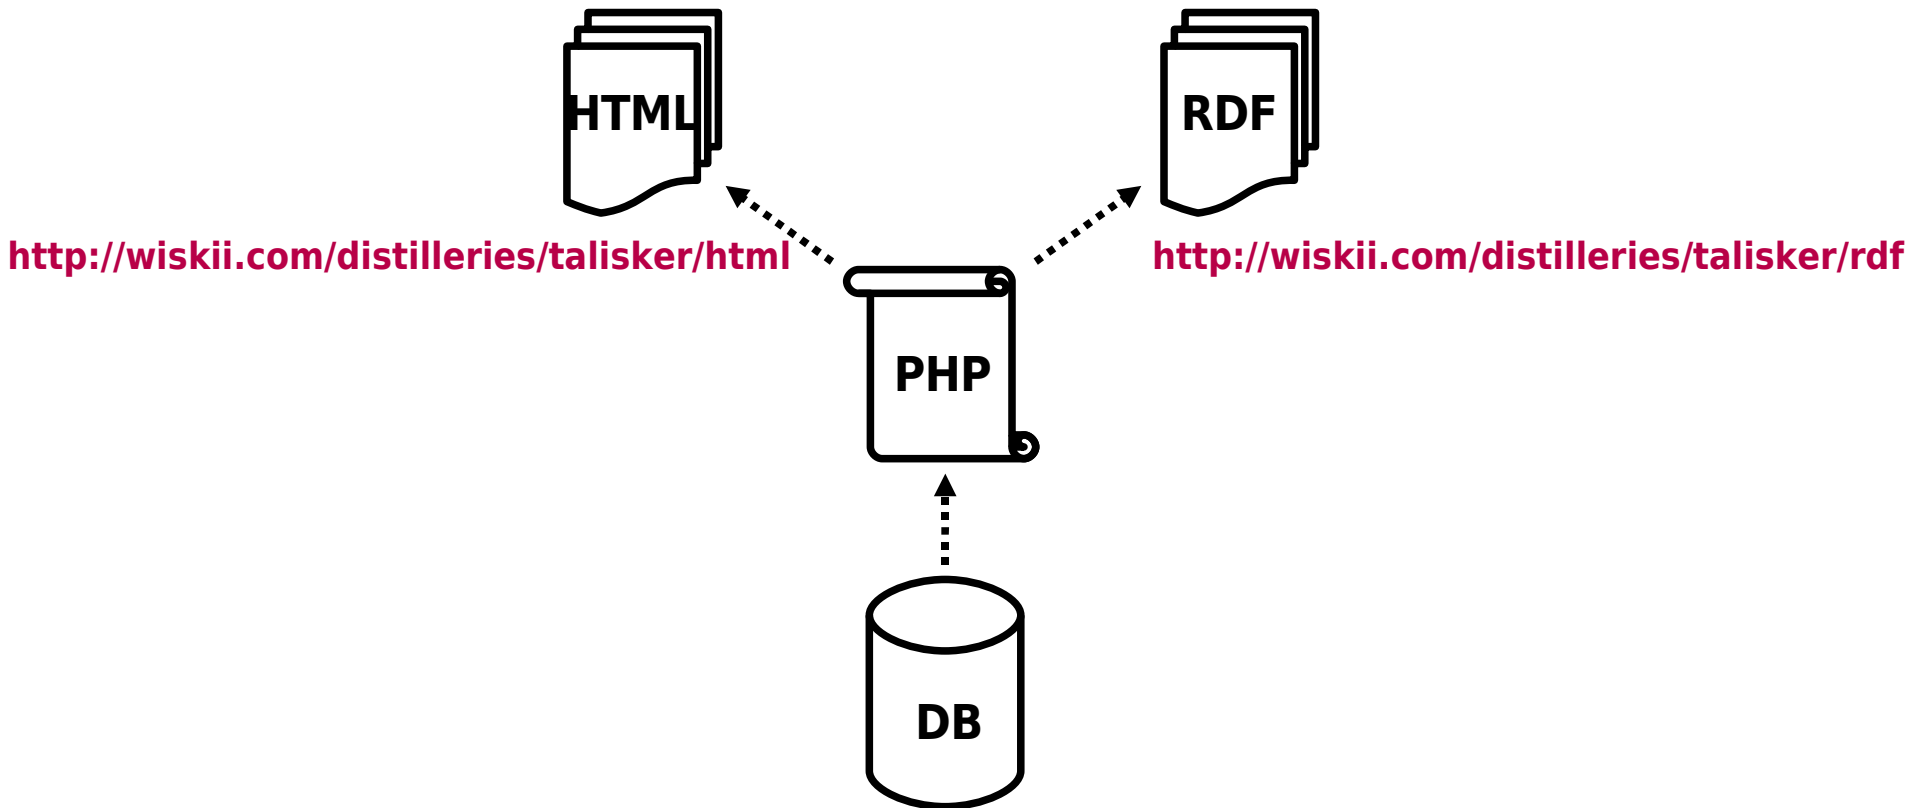 HTML
RDF
http://wiskii.com/distilleries/talisker/html
http://wiskii.com/distilleries/talisker/rdf
PHP
DB